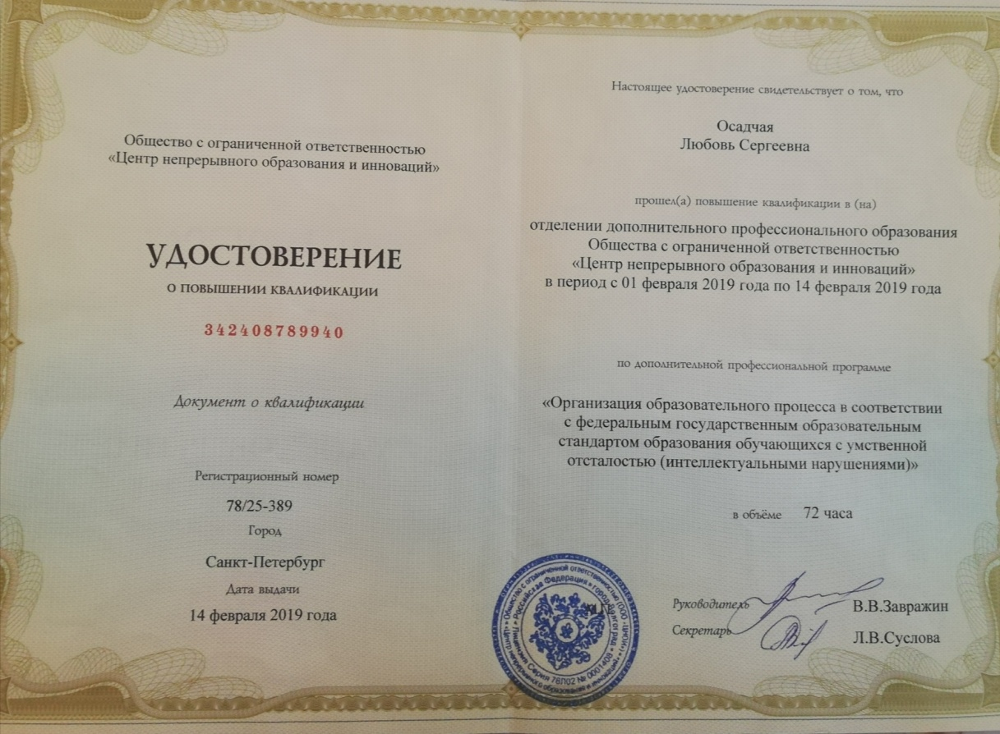 Общество с ограниченной ответственностью
«Центр непрерывного образования и инноваций»
УДОСТОВЕРЕНИЕ
О ПОВЫШЕНИИ КВАЛИФИКАЦИИ
342408789940
Документ о квалификации
Регистрационный номер
78/25-389
Город
Санкт-Петербург
Дата выдачи
14 февраля 2019 года
Настоящее удостоверение свидетельствует о том, что
Осадчая
Любовь Сергеевна
прошел(а) повышение квалификации в (на)
отделении дополнительного профессионального образования
Общества с ограниченной ответственностью
«Центр непрерывного образования и инноваций»
в период с 01 февраля 2019 года по 14 февраля 2019 года
по дополнительной профессиональной программе
«Организация образовательного процесса в соответствии
с федеральным государственным образовательным
стандартом образования обучающихся с умственной
отсталостью (интеллектуальными нарушениями)»
в объёме 72 часа
Руководитель В.В.Завражин
Секретарь Л.В.Суслова
Общество с ограниченной ответственностью (ООО «ЦНОИ»)
«Центр непрерывного образования и инноваций»
Российская Федерация • город Волгоград
Лицензия Серия 78Л02 № 0001408